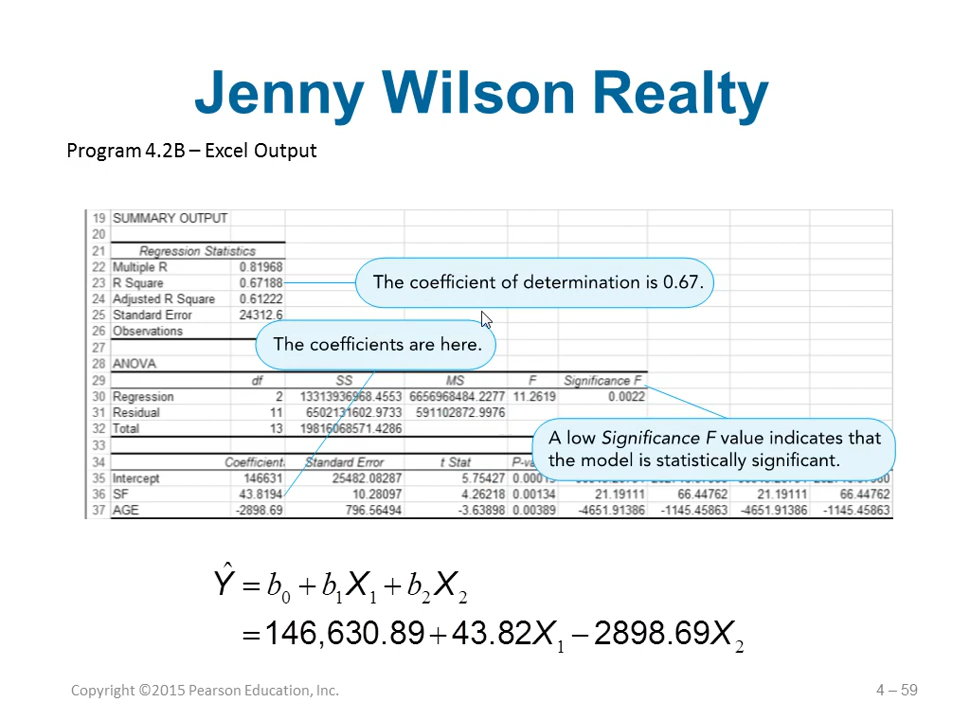 Jenny Wilson Realty
Program 4.2B – Excel Output
19 SUMMARY OUTPUT
20
21 Regression Statistics
22 Multiple R 0.81968
23 R Square 0.67188
The coefficient of determination is 0.67.
24 Adjusted R Square 0.61222
25 Standard Error 24312.6
26 Observations
The coefficients are here.
27
28 ANOVA
29 df SS MS F Significance F
30 Regression 2 13313936968.4553 6656968484.2277 11.2619 0.0022
31 Residual 11 6502131602.9733 591102872.9976
32 Total 13 19816068571.4286
A low Significance F value indicates that
the model is statistically significant.
33
34 Coefficient Standard Error t Stat
35 Intercept 146631 25482.08287 5.75427
36 SF 43.8194 10.28097 4.26218 0.00134 21.19111 66.44762 21.19111 66.44762
37 AGE -2898.69 796.56494 -3.63898 0.00389 -4651.91386 -1145.45863 -4651.91386 -1145.45863
Ŷ = b₀ + b₁X₁ + b₂X₂
= 146,630.89 + 43.82X₁ − 2898.69X₂
Copyright ©2015 Pearson Education, Inc.
4 – 59